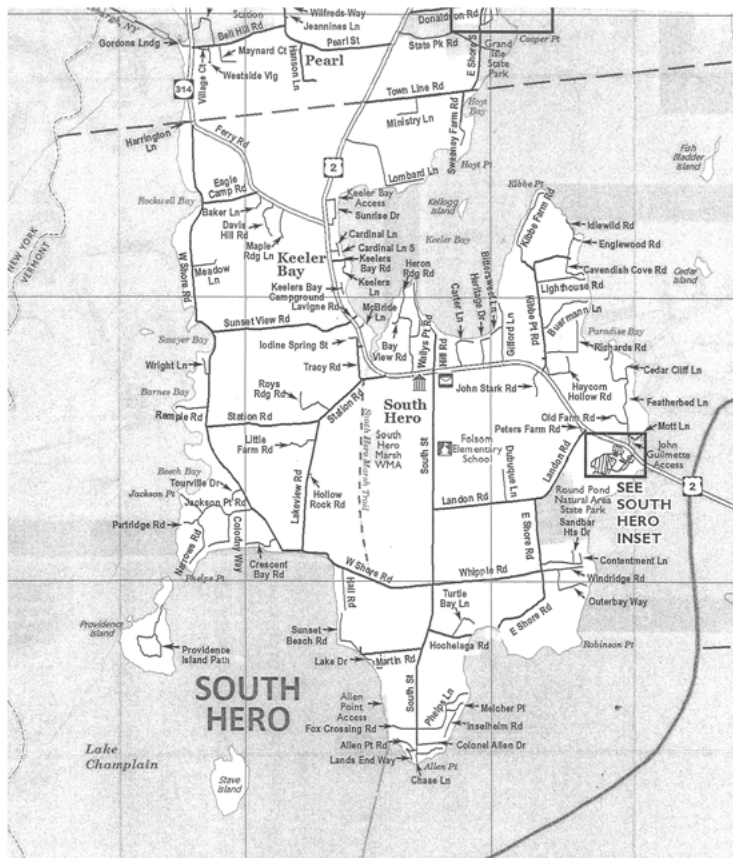 Station
Wilfreds Way
Jeannines Ln
Donaldson Rd
Bell Hill Rd
Pearl St
State Pk Rd
Cooper Pt
Gordons Lndg
Maynard Ct
Hanson Ln
Pearl
E Shore S
Grand
Isle
State
Park
Village Ct
Westside Vlg
314
Town Line Rd
Hoyt
Bay
Harrington
Ln
Ferry Rd
Ministry Ln
Sweeney Farm Rd
2
Lombard Ln
Hoyt Pt
Fish
Bladder
Island
Eagle
Camp Rd
Keeler Bay
Access
Kibbe Pt
Rockwell Bay
Baker Ln
Sunrise Dr
Kellogg
Island
Kibbe Farm Rd
Idlewild Rd
Davis
Hill Rd
Cardinal Ln
Englewood Rd
NEW YORK
VERMONT
Maple
Rdg Ln
Cardinal Ln S
Keeler Bay
W Shore Rd
Keeler
Bay
Keelers
Bay Rd
Heron
Rdg Rd
Bittersweet Ln
Heritage Dr
Cavendish Cove Rd
Cedar
Island
Meadow
Ln
Keelers
Ln
Lighthouse Rd
Keelers Bay
Campground
McBride
Ln
Carter Ln
Gilord Ln
Kibbe Pt Rd
Buermann Ln
Lavigne Rd
Sunset View Rd
Wallys Pt Rd
Hill Rd
Paradise Bay
Sawyer Bay
Iodine Spring St
Bay
View Rd
Richards Rd
Wright Ln
Tracy Rd
Cedar Cliff Ln
Barnes Bay
Roys
Rdg Rd
John Stark Rd
Haycorn
Hollow Rd
Featherbed Ln
Station Rd
South
Hero
Old Farm Rd
Mott Ln
Rample Rd
Station Rd
South Hero Marsh Trail
South
Hero
Marsh
WMA
South St
Folsom
Elementary
School
Peters Farm Rd
John
Guilmette
Access
Little
Farm Rd
Dubuque Ln
Landon Rd
SEE
SOUTH
HERO
INSET
2
Beech Bay
Tourville Dr
Lakeview Rd
Round Pond
Natural Area
State Park
Jackson Pt
Jackson Pt Rd
Hollow
Rock Rd
Landon Rd
Sandbar
Hts Dr
Partridge Rd
Narrows Rd
Colodny Way
E Shore Rd
Contentment Ln
Crescent
Bay Rd
W Shore Rd
Whipple Rd
Phelps Pt
Windridge Rd
Hall Rd
Turtle
Bay Ln
Outerbay Way
Providence
Island
Sunset
Beach Rd
E Shore Rd
Hochelaga Rd
Robinson Pt
Providence
Island Path
Lake Dr
Martin Rd
SOUTH
HERO
South St
Phelps Ln
Allen
Point
Access
Melcher Pl
Inselheim Rd
Fox Crossing Rd
Allen Pt Rd
Colonel Allen Dr
Lake
Champlain
Lands End Way
Allen Pt
Chase Ln
Stave
Island